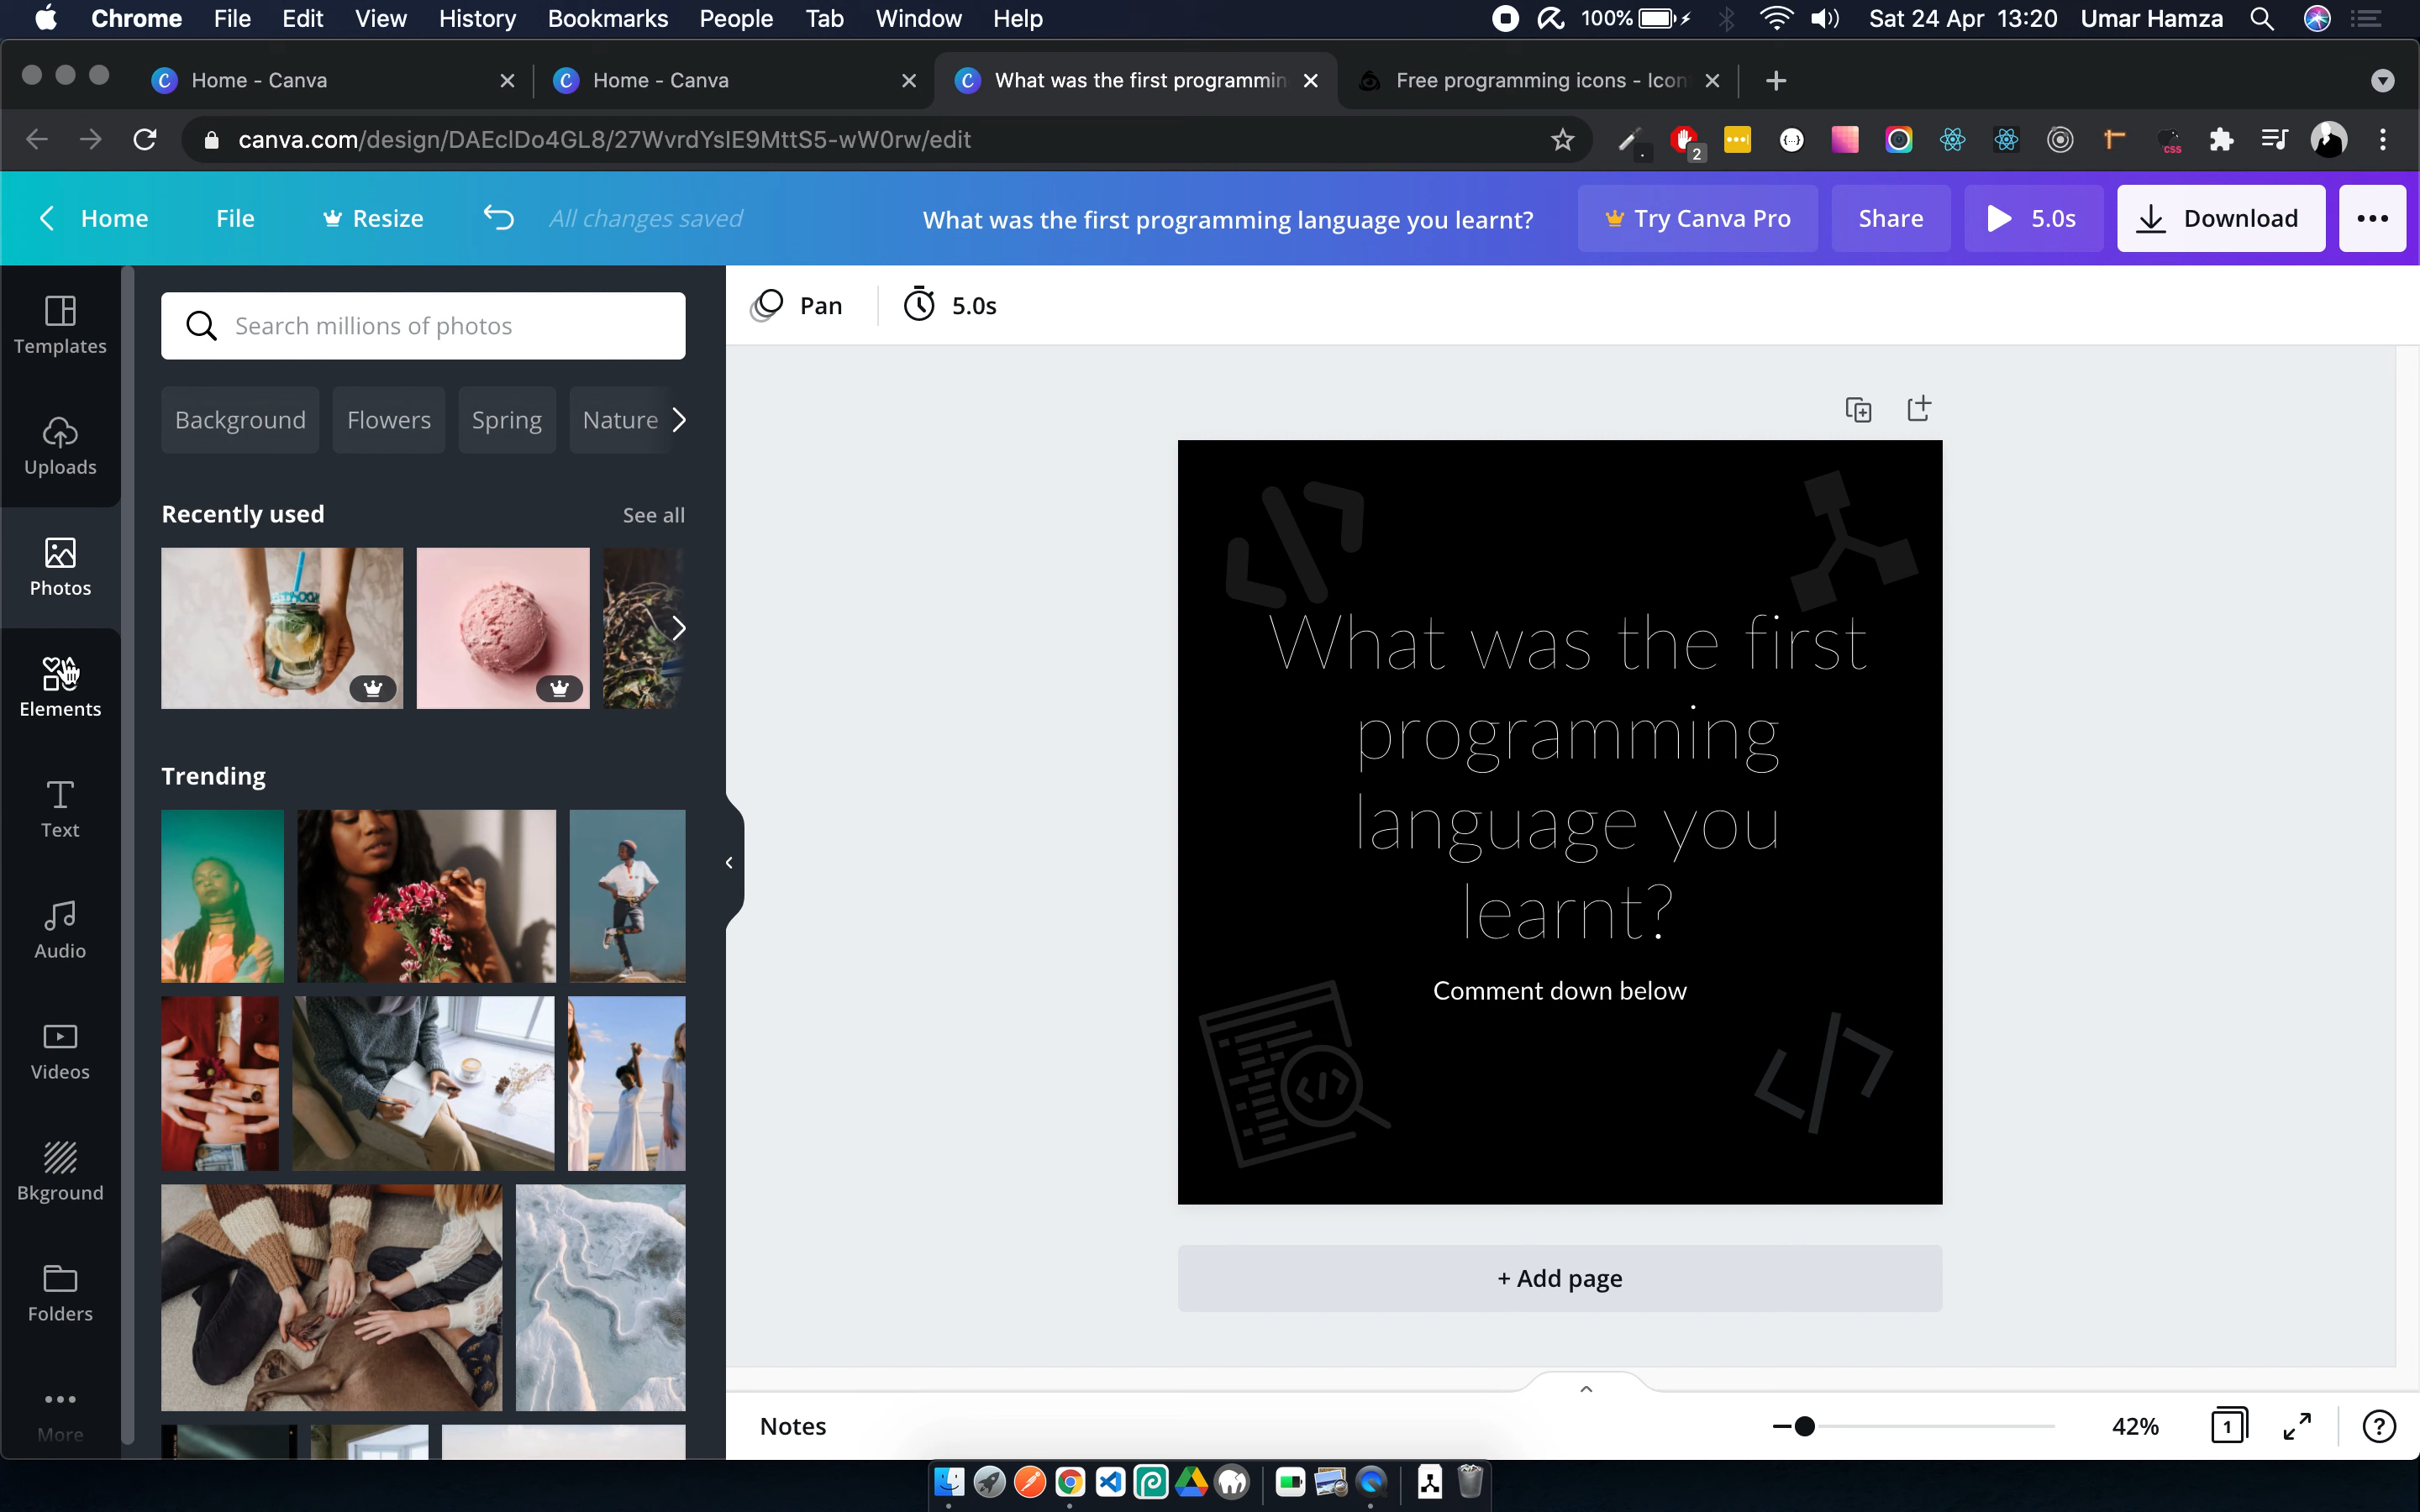 Chrome File Edit View History Bookmarks People Tab Window Help 100% Sat 24 Apr 13:20 Umar Hamza
Home - Canva Home - Canva What was the first programmin Free programming icons - Icon
canva.com/design/DAEclDo4GL8/27WvrdYsIE9MttS5-wW0rw/edit 2 css
Home File Resize All changes saved What was the first programming language you learnt? Try Canva Pro Share 5.0s Download
Templates
Uploads
Photos
Elements
Text
Audio
Videos
Bkground
Folders
More
Search millions of photos
Background Flowers Spring Nature
Recently used See all
Trending
Pan 5.0s
What was the first
programming
language you
learnt?
Comment down below
+ Add page
Notes 42% 1